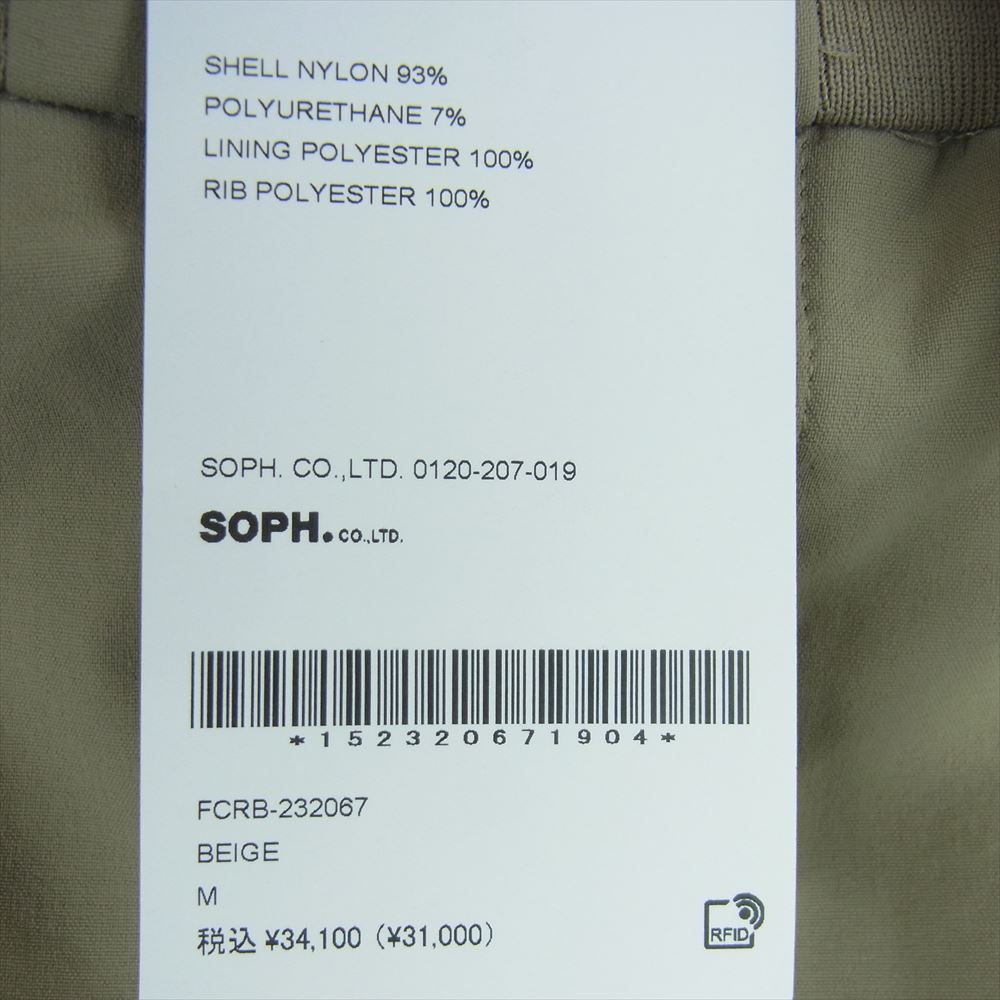 SHELL NYLON 93%
POLYURETHANE 7%
LINING POLYESTER 100%
RIB POLYESTER 100%
SOPH. CO.,LTD. 0120-207-019
SOPH. CO.,LTD.
*152320671904*
FCRB-232067
BEIGE
M
税込 ¥34,100 (¥31,000)
RFID